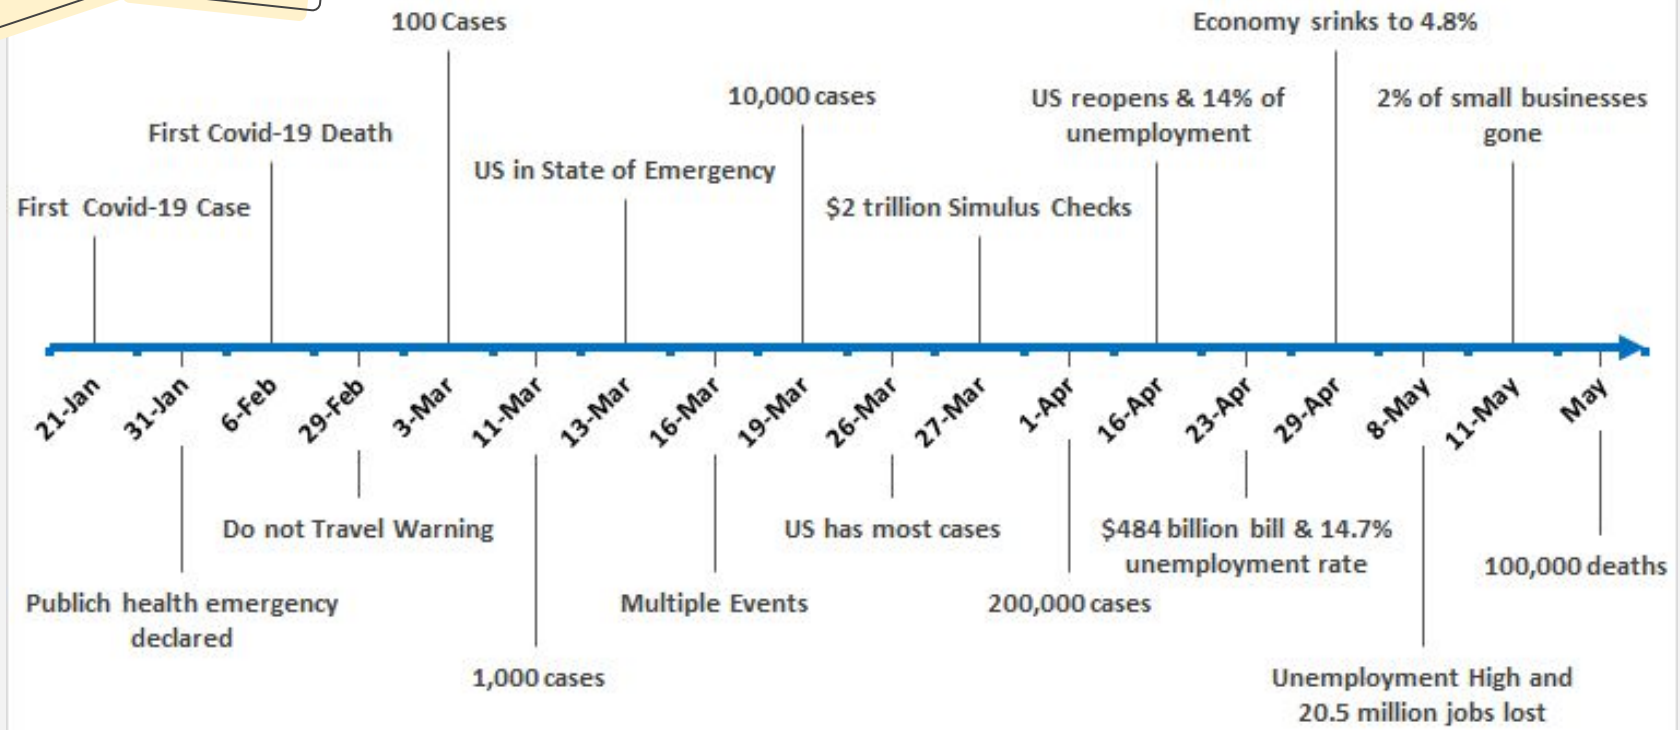 100 Cases
Economy srinks to 4.8%
10,000 cases
US reopens & 14% of
unemployment
2% of small businesses
gone
First Covid-19 Death
US in State of Emergency
First Covid-19 Case
$2 trillion Simulus Checks
21-Jan
31-Jan
6-Feb
29-Feb
3-Mar
11-Mar
13-Mar
16-Mar
19-Mar
26-Mar
27-Mar
1-Apr
16-Apr
23-Apr
29-Apr
8-May
11-May
May
Do not Travel Warning
US has most cases
$484 billion bill & 14.7%
unemployment rate
100,000 deaths
Publich health emergency
declared
Multiple Events
200,000 cases
1,000 cases
Unemployment High and
20.5 million jobs lost